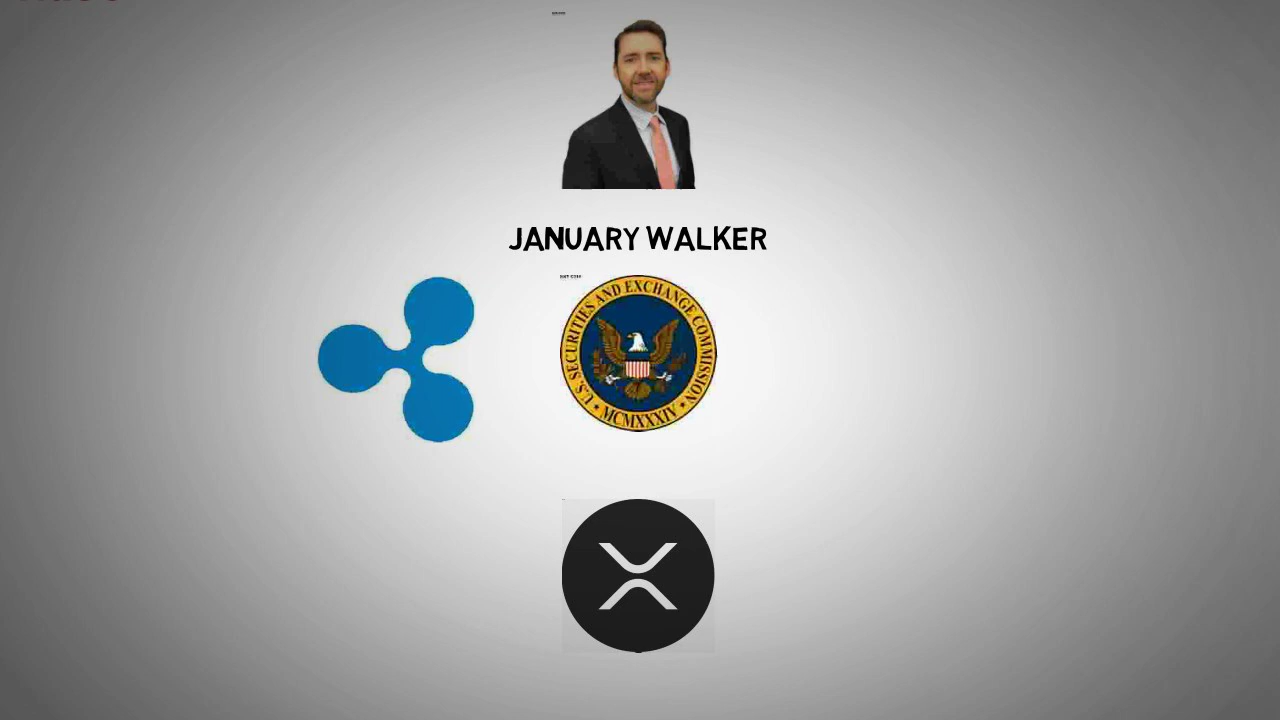 JANUARY WALKER
U.S. SECURITIES AND EXCHANGE COMMISSION
MCMXXXIV